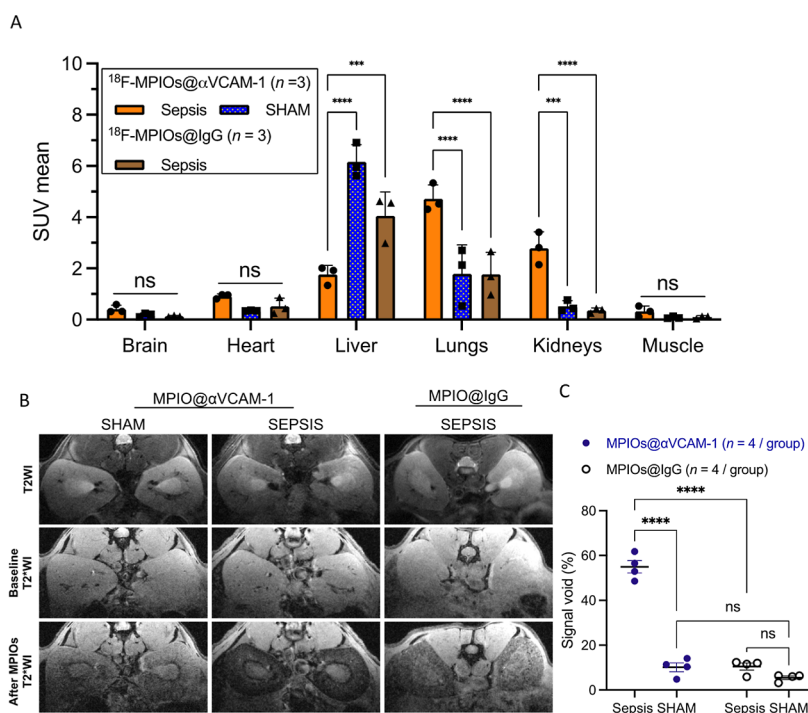 A
10
8
6
4
2
0
SUV mean
¹⁸F-MPIOs@αVCAM-1 (n =3)
Sepsis SHAM
¹⁸F-MPIOs@IgG (n = 3)
Sepsis
ns
ns
****
***
****
****
***
****
ns
Brain Heart Liver Lungs Kidneys Muscle
B
MPIO@αVCAM-1 MPIO@IgG
SHAM SEPSIS SEPSIS
T2WI
Baseline
T2*WI
After MPIOs
T2*WI
C
MPIOs@αVCAM-1 (n = 4 / group)
MPIOs@IgG (n = 4 / group)
80
60
40
20
0
Signal void (%)
****
****
ns
ns
Sepsis SHAM Sepsis SHAM